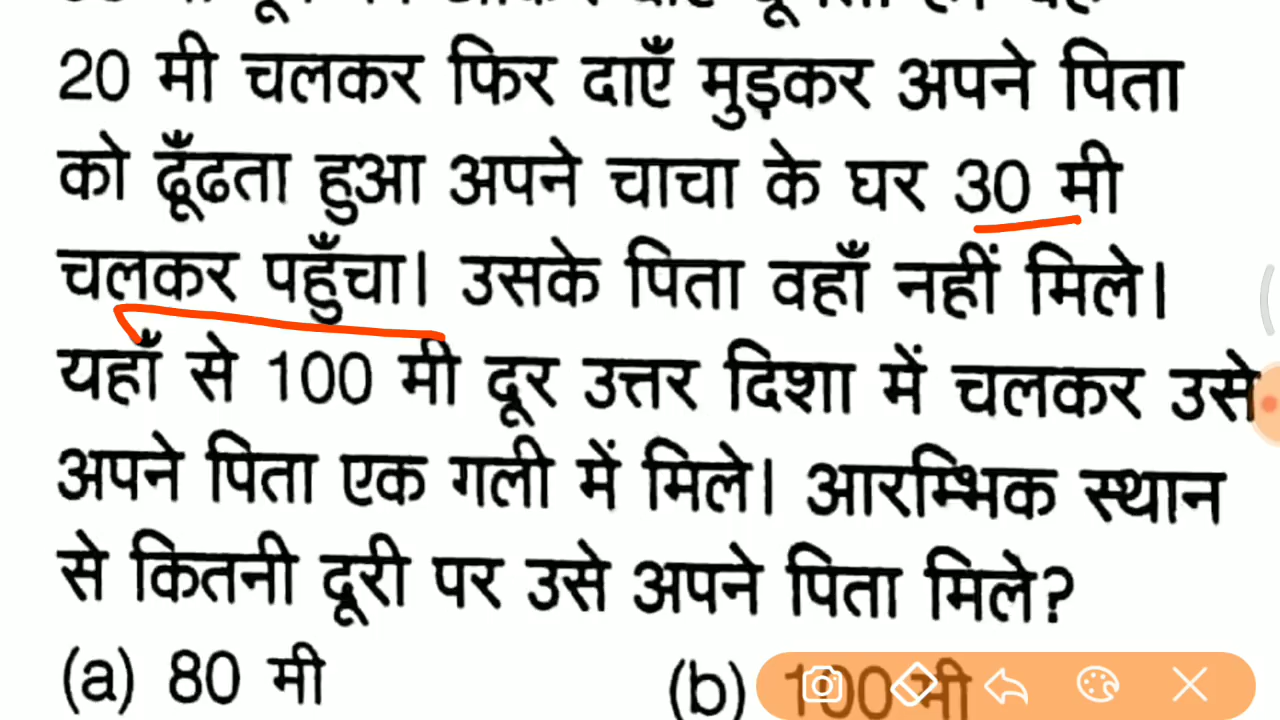 20 मी चलकर फिर दाएँ मुड़कर अपने पिता
को ढूँढता हुआ अपने चाचा के घर 30 मी
चलकर पहुँचा। उसके पिता वहाँ नहीं मिले।
यहाँ से 100 मी दूर उत्तर दिशा में चलकर उसे
अपने पिता एक गली में मिले। आरम्भिक स्थान
से कितनी दूरी पर उसे अपने पिता मिले?
(a) 80 मी (b) 100 मी